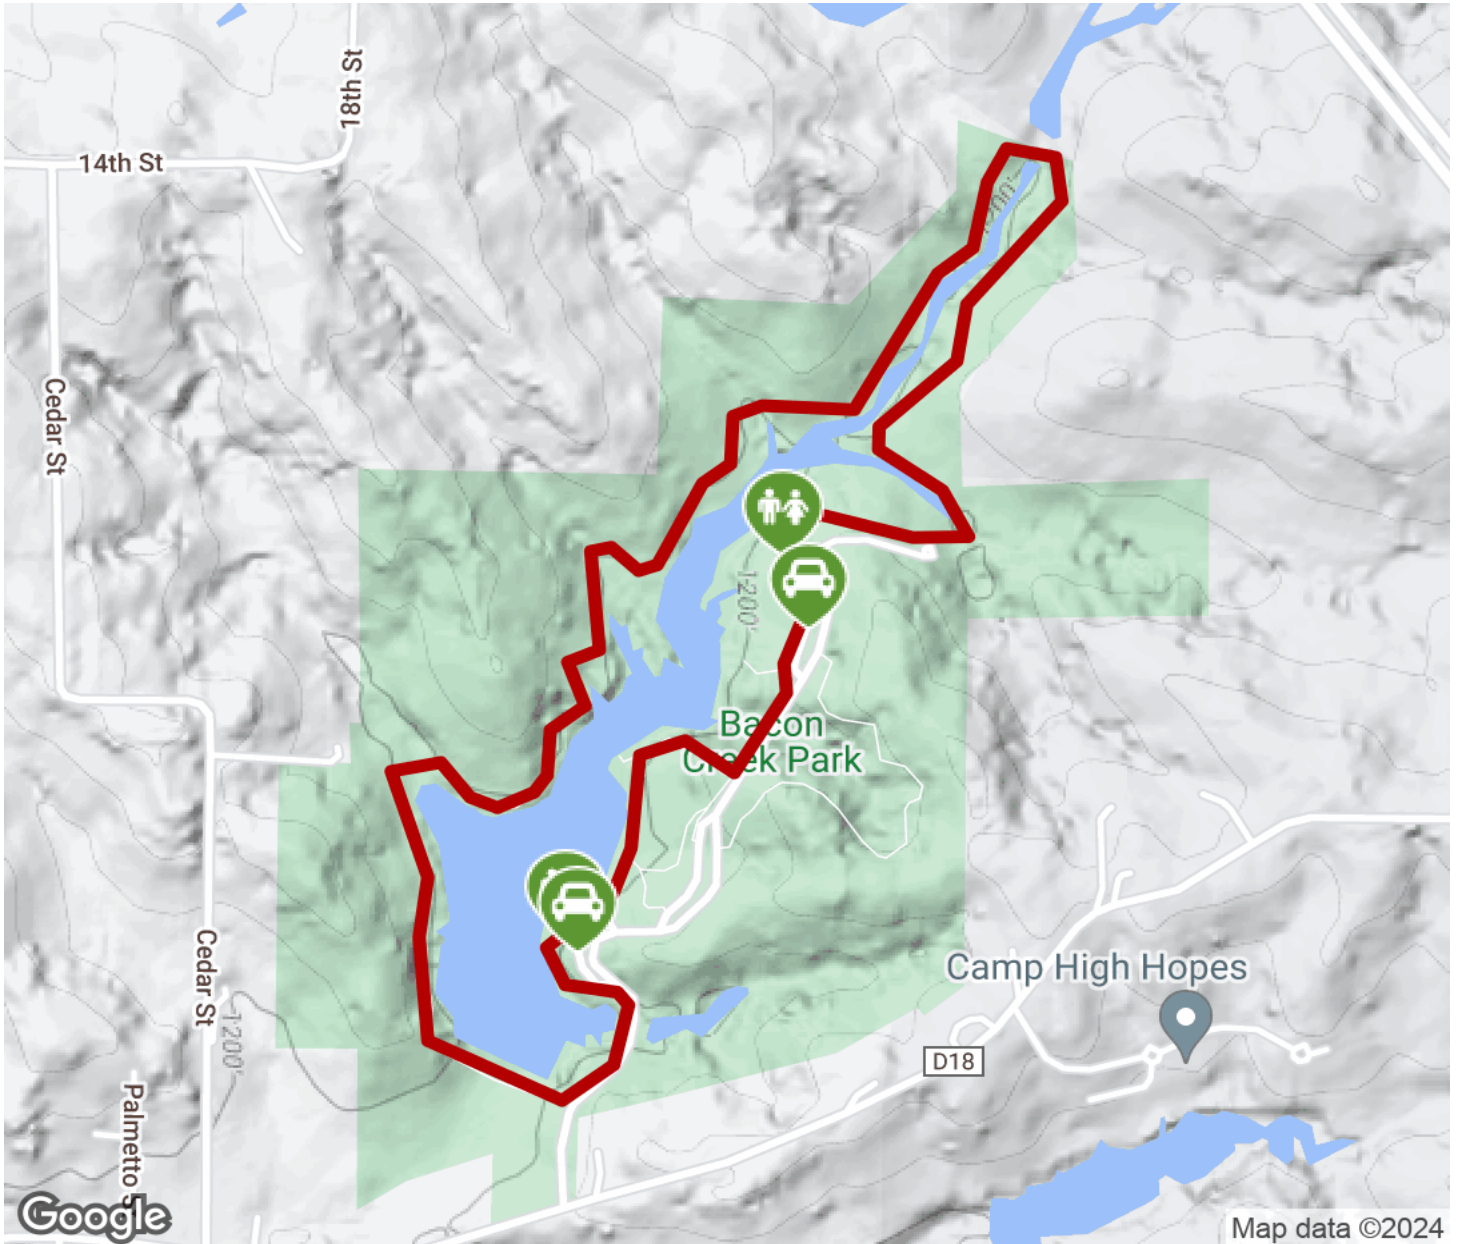 18th St
14th St
Cedar St
1200'
Bacon
Creek Park
Cedar St
1200'
Camp High Hopes
D18
Palmetto S
Google
Map data ©2024